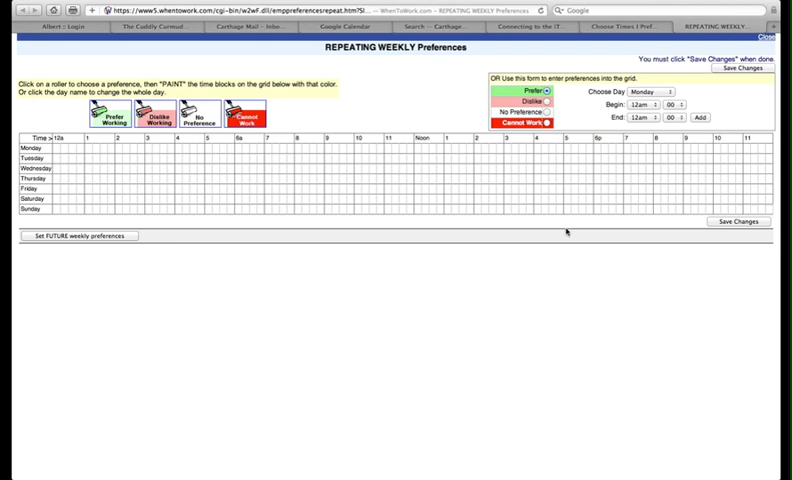 https://www5.whentowork.com/cgi-bin/w2wF.dll/emppreferencesrepeat.htm?SI... — WhenToWork.com – REPEATING WEEKLY Preferences
Google
Albert :: Login
The Cuddly Curmud...
Carthage Mail – Inbo...
Google Calendar
Search –– Carthage...
Connecting to the iT...
Choose Times I Pref...
REPEATING WEEKLY...
Close
REPEATING WEEKLY Preferences
You must click "Save Changes" when done.
Save Changes
Click on a roller to choose a preference, then "PAINT" the time blocks on the grid below with that color.
Or click the day name to change the whole day.
Prefer Working
Dislike Working
No Preference
Cannot Work
OR Use this form to enter preferences into the grid.
Prefer
Dislike
No Preference
Cannot Work
Choose Day Monday
Begin: 12am 00
End: 12am 00 Add
Time > 12a 1 2 3 4 5 6a 7 8 9 10 11 Noon 1 2 3 4 5 6p 7 8 9 10 11
Monday
Tuesday
Wednesday
Thursday
Friday
Saturday
Sunday
Save Changes
Set FUTURE weekly preferences